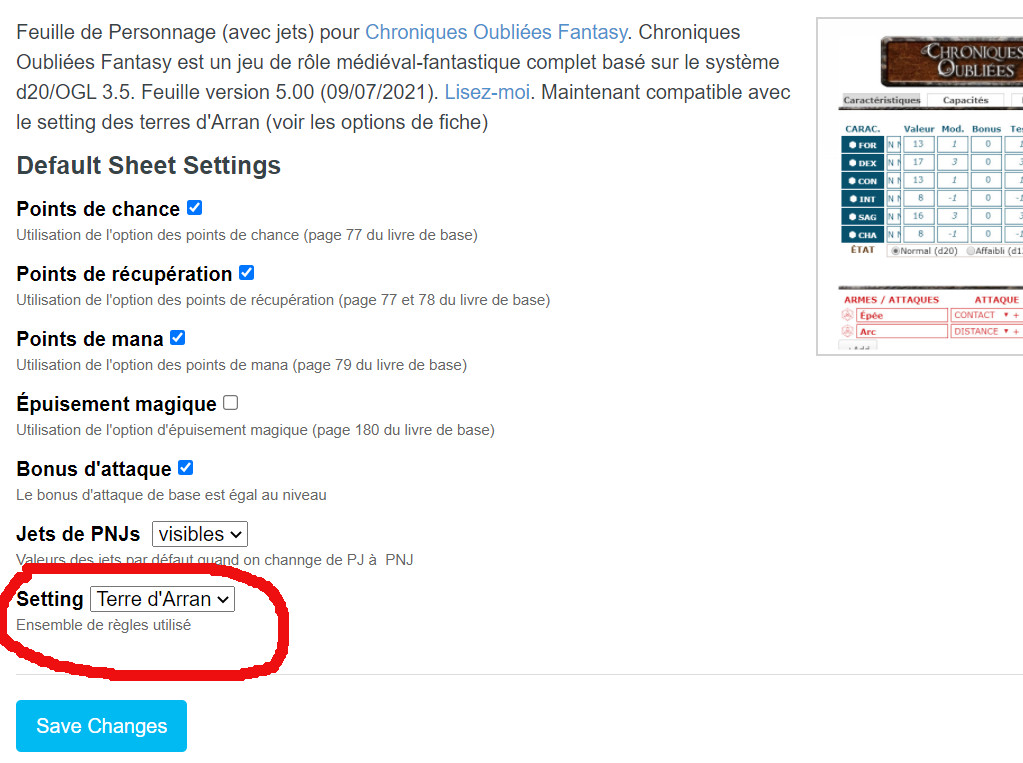 Feuille de Personnage (avec jets) pour Chroniques Oubliées Fantasy. Chroniques
Oubliées Fantasy est un jeu de rôle médiéval-fantastique complet basé sur le système
d20/OGL 3.5. Feuille version 5.00 (09/07/2021). Lisez-moi. Maintenant compatible avec
le setting des terres d'Arran (voir les options de fiche)
Default Sheet Settings
Points de chance
Utilisation de l'option des points de chance (page 77 du livre de base)
Points de récupération
Utilisation de l'option des points de récupération (page 77 et 78 du livre de base)
Points de mana
Utilisation de l'option des points de mana (page 79 du livre de base)
Épuisement magique
Utilisation de l'option d'épuisement magique (page 180 du livre de base)
Bonus d'attaque
Le bonus d'attaque de base est égal au niveau
Jets de PNJs visibles
Valeurs des jets par défaut quand on channge de PJ à PNJ
Setting Terre d'Arran
Ensemble de règles utilisé
Save Changes
CHRONIQUES
OUBLIÉES
Caractéristiques Capacités
CARAC. Valeur Mod. Bonus
FOR N 13 1 0
DEX N 17 3 0
CON N 13 1 0
INT N 8 -1 0
SAG N 16 3 0
CHA N 8 -1 0
ÉTAT Normal (d20) Affaibli
ARMES / ATTAQUES ATTAQUE
Épée CONTACT +
Arc DISTANCE +